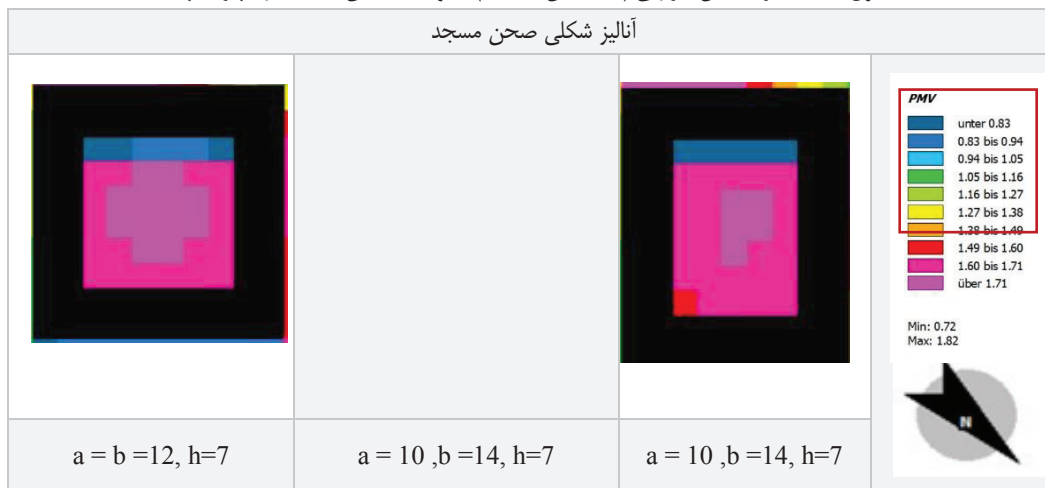 آنالیز شکلی صحن مسجد
PMV
unter 0.83
0.83 bis 0.94
0.94 bis 1.05
1.05 bis 1.16
1.16 bis 1.27
1.27 bis 1.38
1.38 bis 1.49
1.49 bis 1.60
1.60 bis 1.71
über 1.71
Min: 0.72
Max: 1.82
N
a = b =12, h=7
a = 10 ,b =14, h=7
a = 10 ,b =14, h=7